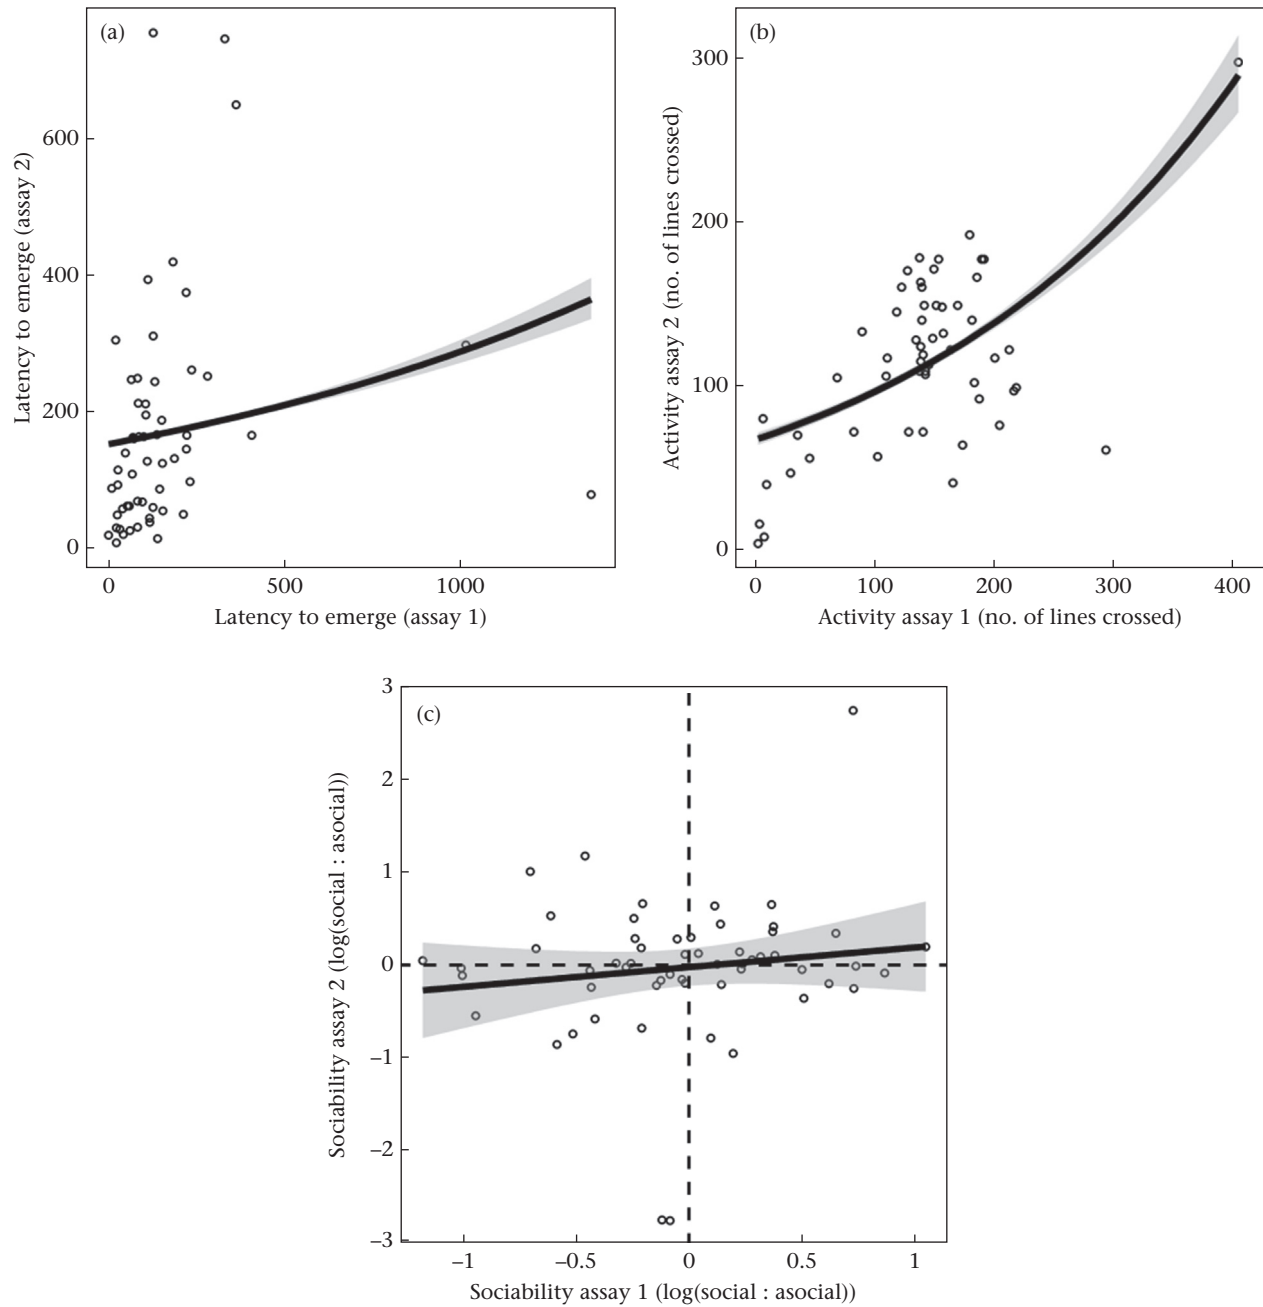 (a)
600
400
200
0
Latency to emerge (assay 2)
0 500 1000
Latency to emerge (assay 1)
(b)
300
200
100
0
Activity assay 2 (no. of lines crossed)
0 100 200 300 400
Activity assay 1 (no. of lines crossed)
(c)
3
2
1
0
–1
–2
–3
Sociability assay 2 (log(social : asocial))
–1 –0.5 0 0.5 1
Sociability assay 1 (log(social : asocial))